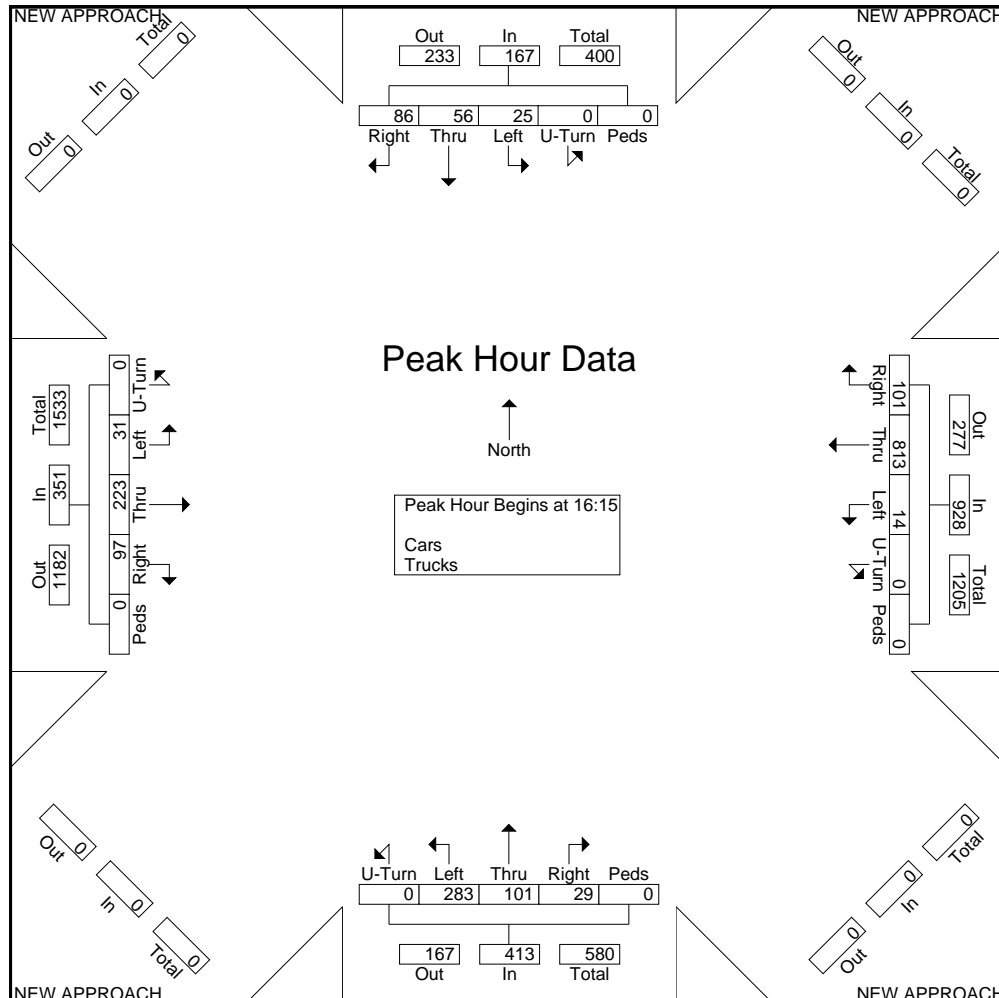 NEW APPROACH
NEW APPROACH
Total
0
In
0
Out
0
Out In Total
233 167 400
86 56 25 0 0
Right Thru Left U-Turn Peds
Out
0
In
0
Total
0
Peak Hour Data
North
Peak Hour Begins at 16:15
Cars
Trucks
Total
1533
In
351
Out
1182
0
U-Turn
31
Left
223
Thru
97
Right
0
Peds
Right
101
Thru
813
Left
14
U-Turn
0
Peds
0
Out
277
In
928
Total
1205
Out
0
In
0
Total
0
U-Turn Left Thru Right Peds
0 283 101 29 0
167 413 580
Out In Total
Total
0
In
0
Out
0
NEW APPROACH
NEW APPROACH